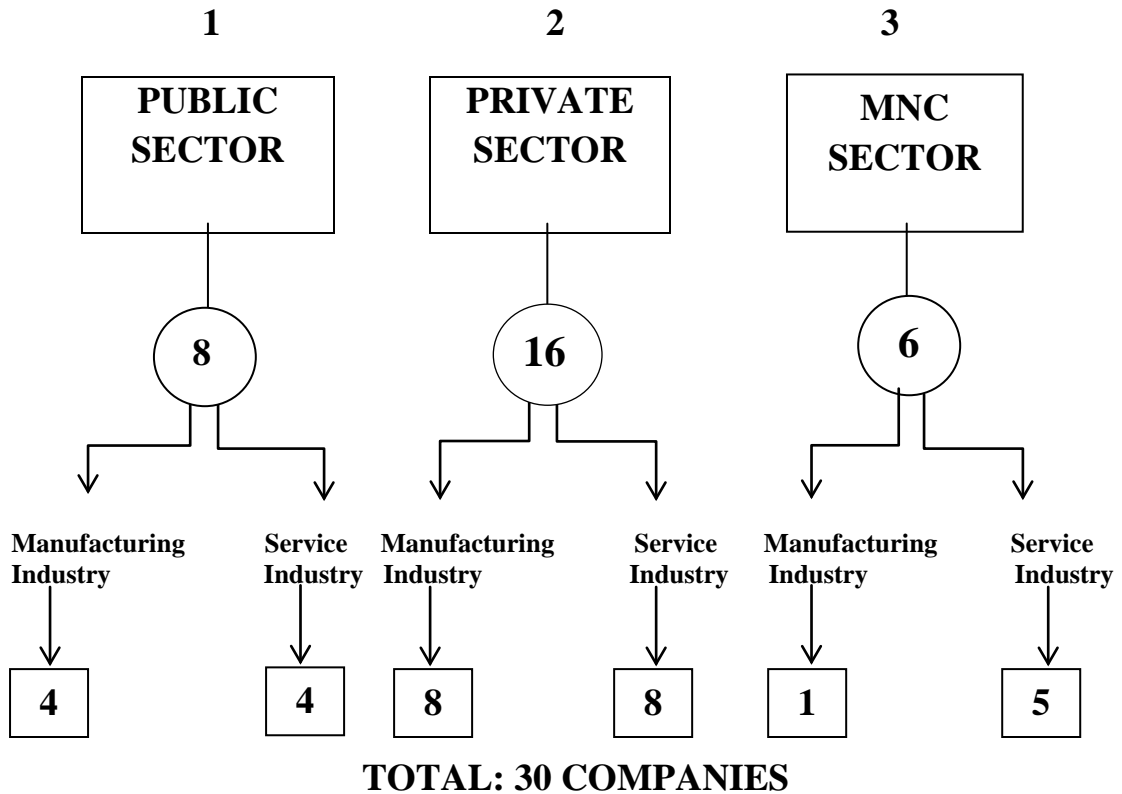 1 2 3
PUBLIC
SECTOR
PRIVATE
SECTOR
MNC
SECTOR
8 16 6
Manufacturing
Industry
Service
Industry
Manufacturing
Industry
Service
Industry
Manufacturing
Industry
Service
Industry
4 4 8 8 1 5
TOTAL: 30 COMPANIES